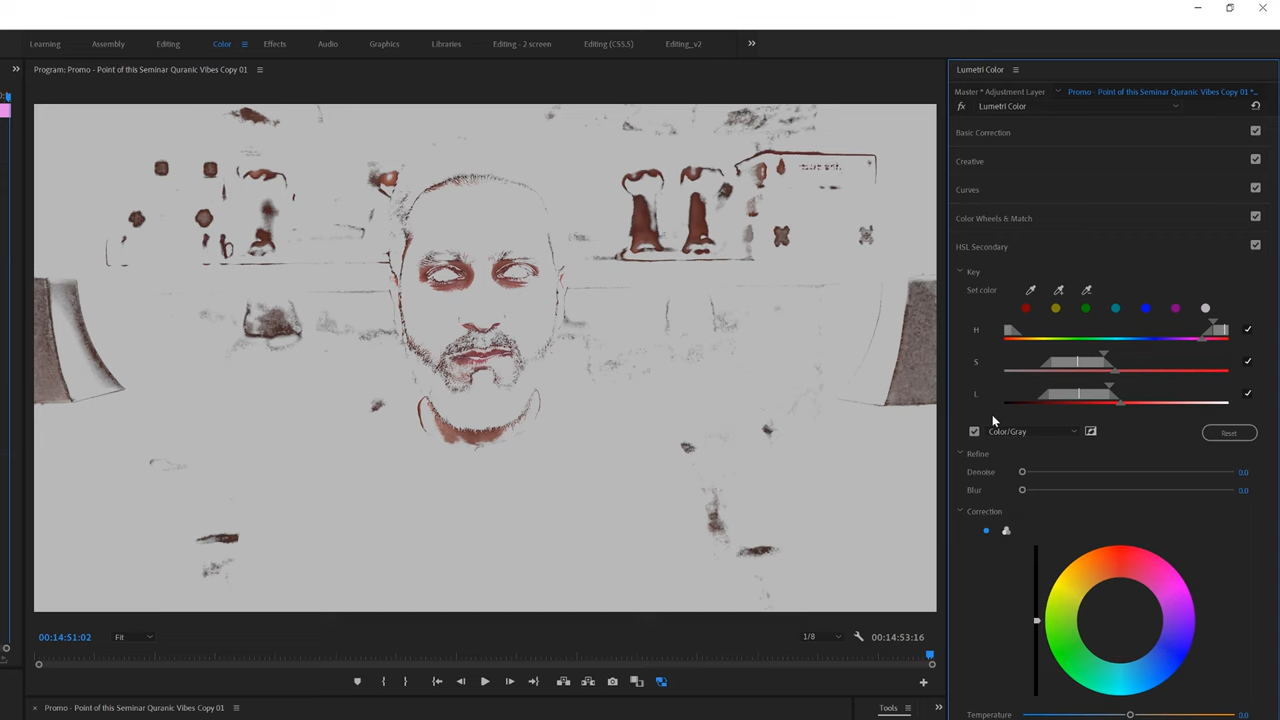 Learning Assembly Editing Color Effects Audio Graphics Libraries Editing - 2 screen Editing (CS5.5) Editing_v2
Program: Promo - Point of this Seminar Quranic Vibes Copy 01
Lumetri Color
Master * Adjustment Layer Promo - Point of this Seminar Quranic Vibes Copy 01 *...
fx Lumetri Color
Basic Correction
Creative
Curves
Color Wheels & Match
HSL Secondary
Key
Set color
H
S
L
Color/Gray Reset
Refine
Denoise 0.0
Blur 0.0
Correction
00:14:51:02 Fit 1/8 00:14:53:16
Promo - Point of this Seminar Quranic Vibes Copy 01 Tools
Temperature 0.0